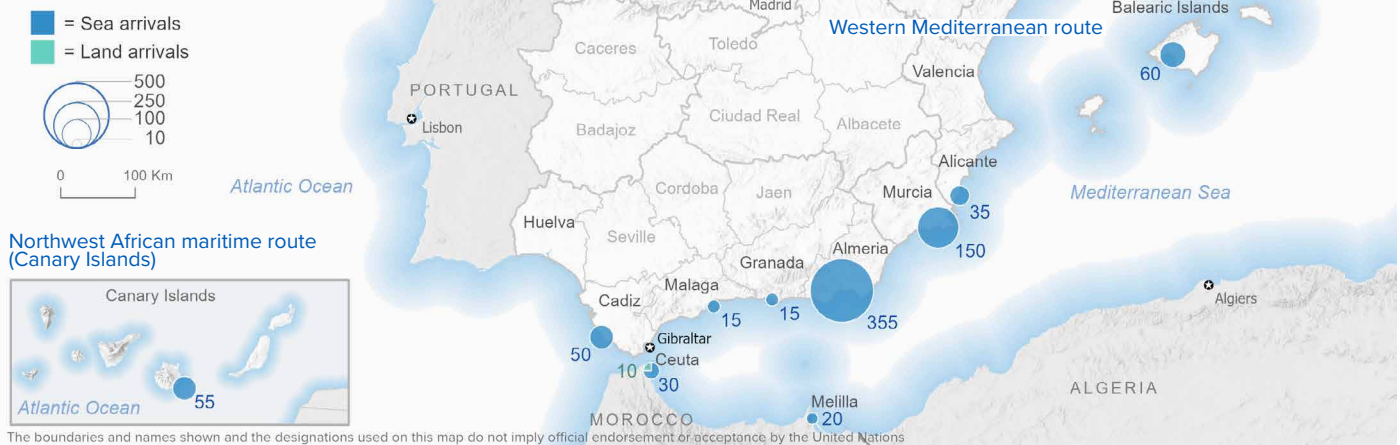 Madrid
Balearic Islands
= Sea arrivals
Western Mediterranean route
= Land arrivals
Caceres
Toledo
60
Valencia
500
250
100
10
PORTUGAL
Lisbon
Badajoz
Ciudad Real
Albacete
Alicante
0 100 Km
Atlantic Ocean
Cordoba
Jaen
Murcia
Mediterranean Sea
35
Huelva
Seville
150
Northwest African maritime route
(Canary Islands)
Almeria
Granada
Malaga
Canary Islands
Cadiz
Algiers
15
15
355
Gibraltar
50
Ceuta
10
30
ALGERIA
55
Atlantic Ocean
Melilla
20
MOROCCO
The boundaries and names shown and the designations used on this map do not imply official endorsement or acceptance by the United Nations